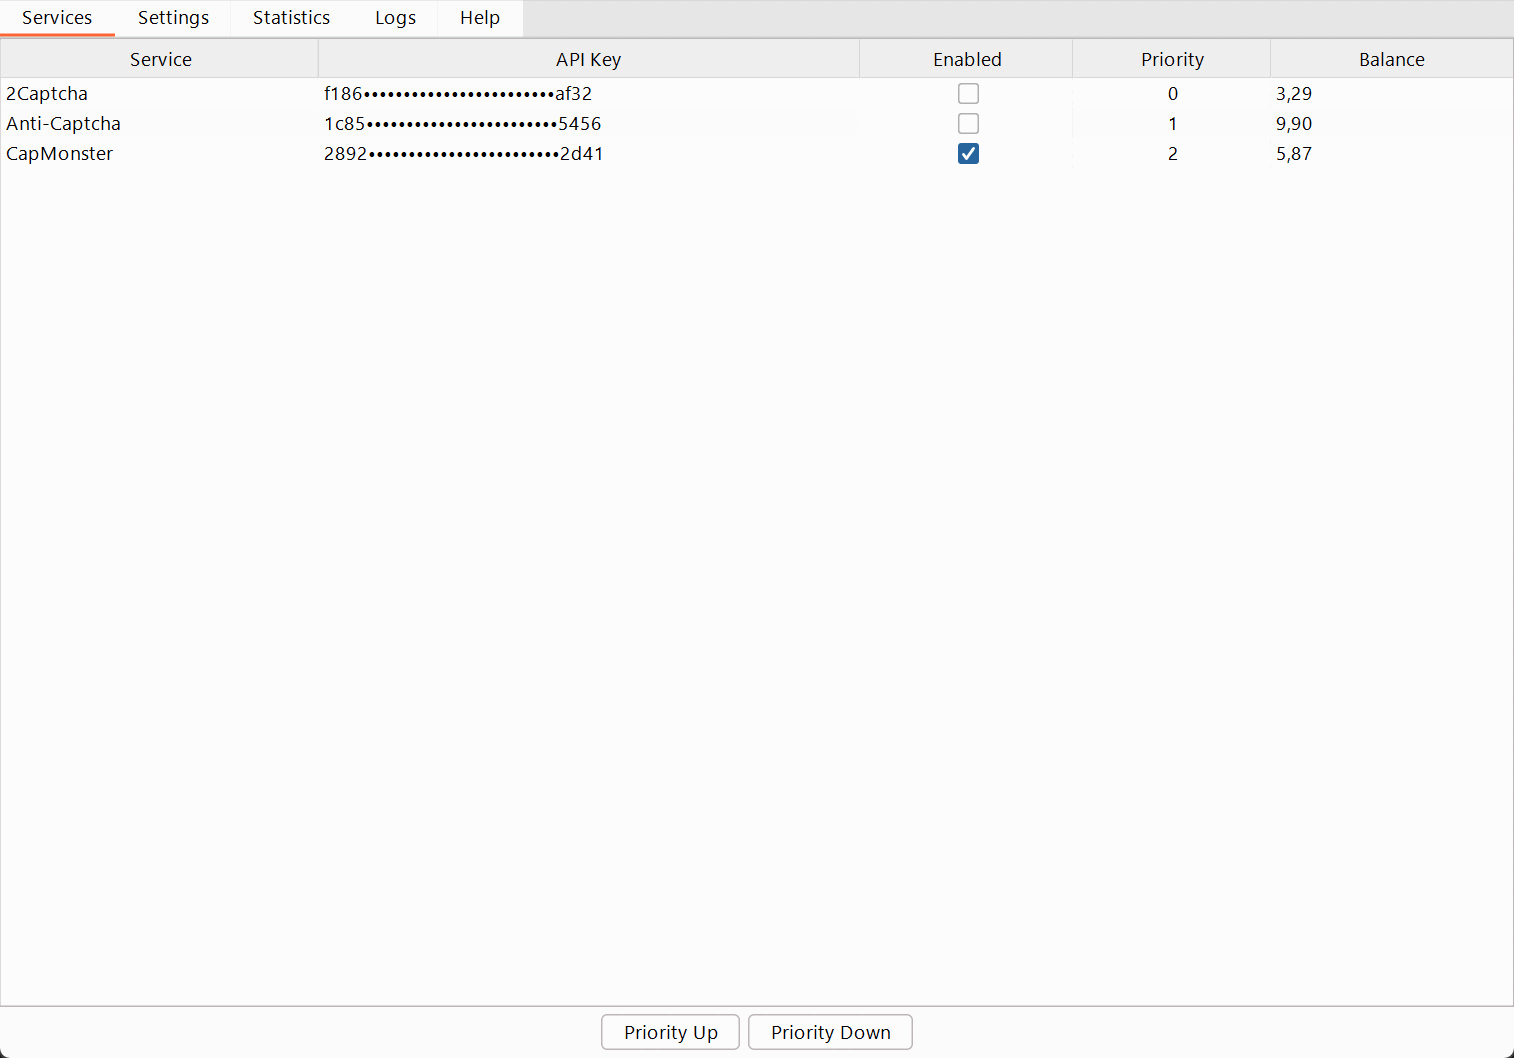 Services Settings Statistics Logs Help
Service API Key Enabled Priority Balance
2Captcha f186••••••••••••••••••••••••af32 0 3,29
Anti-Captcha 1c85••••••••••••••••••••••••5456 1 9,90
CapMonster 2892••••••••••••••••••••••••2d41 2 5,87
Priority Up Priority Down